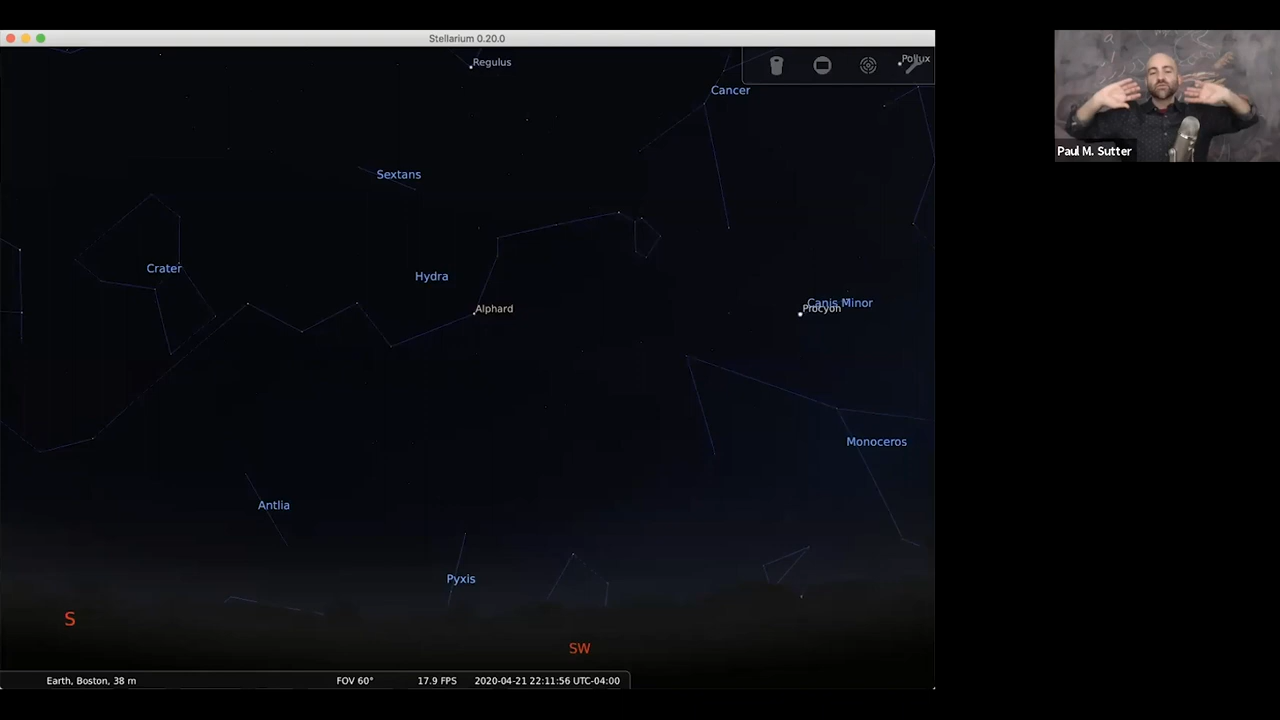 Stellarium 0.20.0
Regulus
Pollux
Cancer
Sextans
Crater
Hydra
Alphard
Canis Minor
Procyon
Monoceros
Antlia
Pyxis
S
SW
Earth, Boston, 38 m
FOV 60°
17.9 FPS
2020-04-21 22:11:56 UTC-04:00
Paul M. Sutter